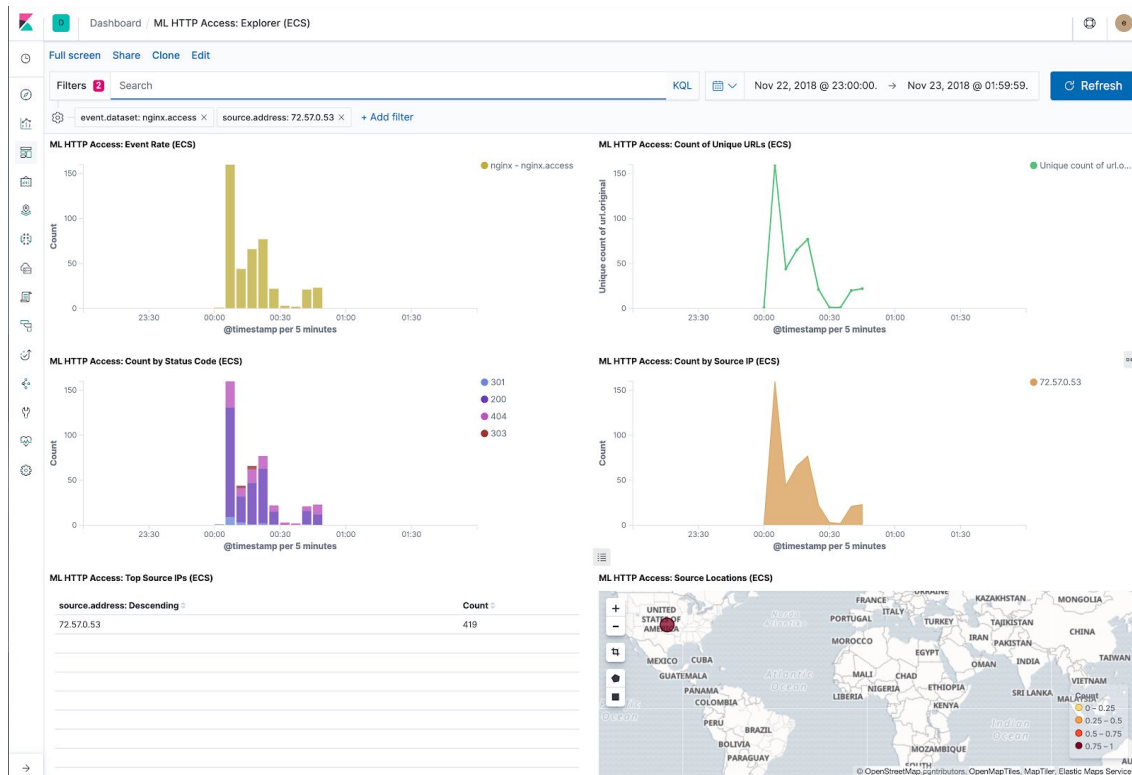 D Dashboard / ML HTTP Access: Explorer (ECS) e
Full screen Share Clone Edit
Filters 2 Search KQL Nov 22, 2018 @ 23:00:00. → Nov 23, 2018 @ 01:59:59. Refresh
event.dataset: nginx.access × source.address: 72.57.0.53 × + Add filter
ML HTTP Access: Event Rate (ECS)
150
100
50
0
Count
23:30 00:00 00:30 01:00 01:30
@timestamp per 5 minutes
nginx - nginx.access
ML HTTP Access: Count of Unique URLs (ECS)
150
100
50
0
Unique count of url.original
23:30 00:00 00:30 01:00 01:30
@timestamp per 5 minutes
Unique count of url.o...
ML HTTP Access: Count by Status Code (ECS)
150
100
50
0
Count
23:30 00:00 00:30 01:00 01:30
@timestamp per 5 minutes
301
200
404
303
ML HTTP Access: Count by Source IP (ECS)
150
100
50
0
Count
23:30 00:00 00:30 01:00 01:30
@timestamp per 5 minutes
72.57.0.53
ML HTTP Access: Top Source IPs (ECS)
source.address: Descending Count
72.57.0.53 419
ML HTTP Access: Source Locations (ECS)
+
−
UNITED
STATES OF
AMERICA
MEXICO CUBA
GUATEMALA
PANAMA
COLOMBIA
PERU
BRAZIL
BOLIVIA
PARAGUAY
Atlantic
Ocean
FRANCE
UKRAINE
KAZAKHSTAN
MONGOLIA
ITALY
PORTUGAL
TURKEY
TAJIKISTAN
CHINA
MOROCCO
IRAN
PAKISTAN
EGYPT
TAIWAN
OMAN
INDIA
MALI
CHAD
VIETNAM
LIBERIA
NIGERIA
ETHIOPIA
SRI LANKA
MALAYSIA
KENYA
Indian
Ocean
MOZAMBIQUE
SOUTH
AU
Count
0 – 0.25
0.25 – 0.5
0.5 – 0.75
0.75 – 1
© OpenStreetMap contributors, OpenMapTiles, MapTiler, Elastic Maps Service